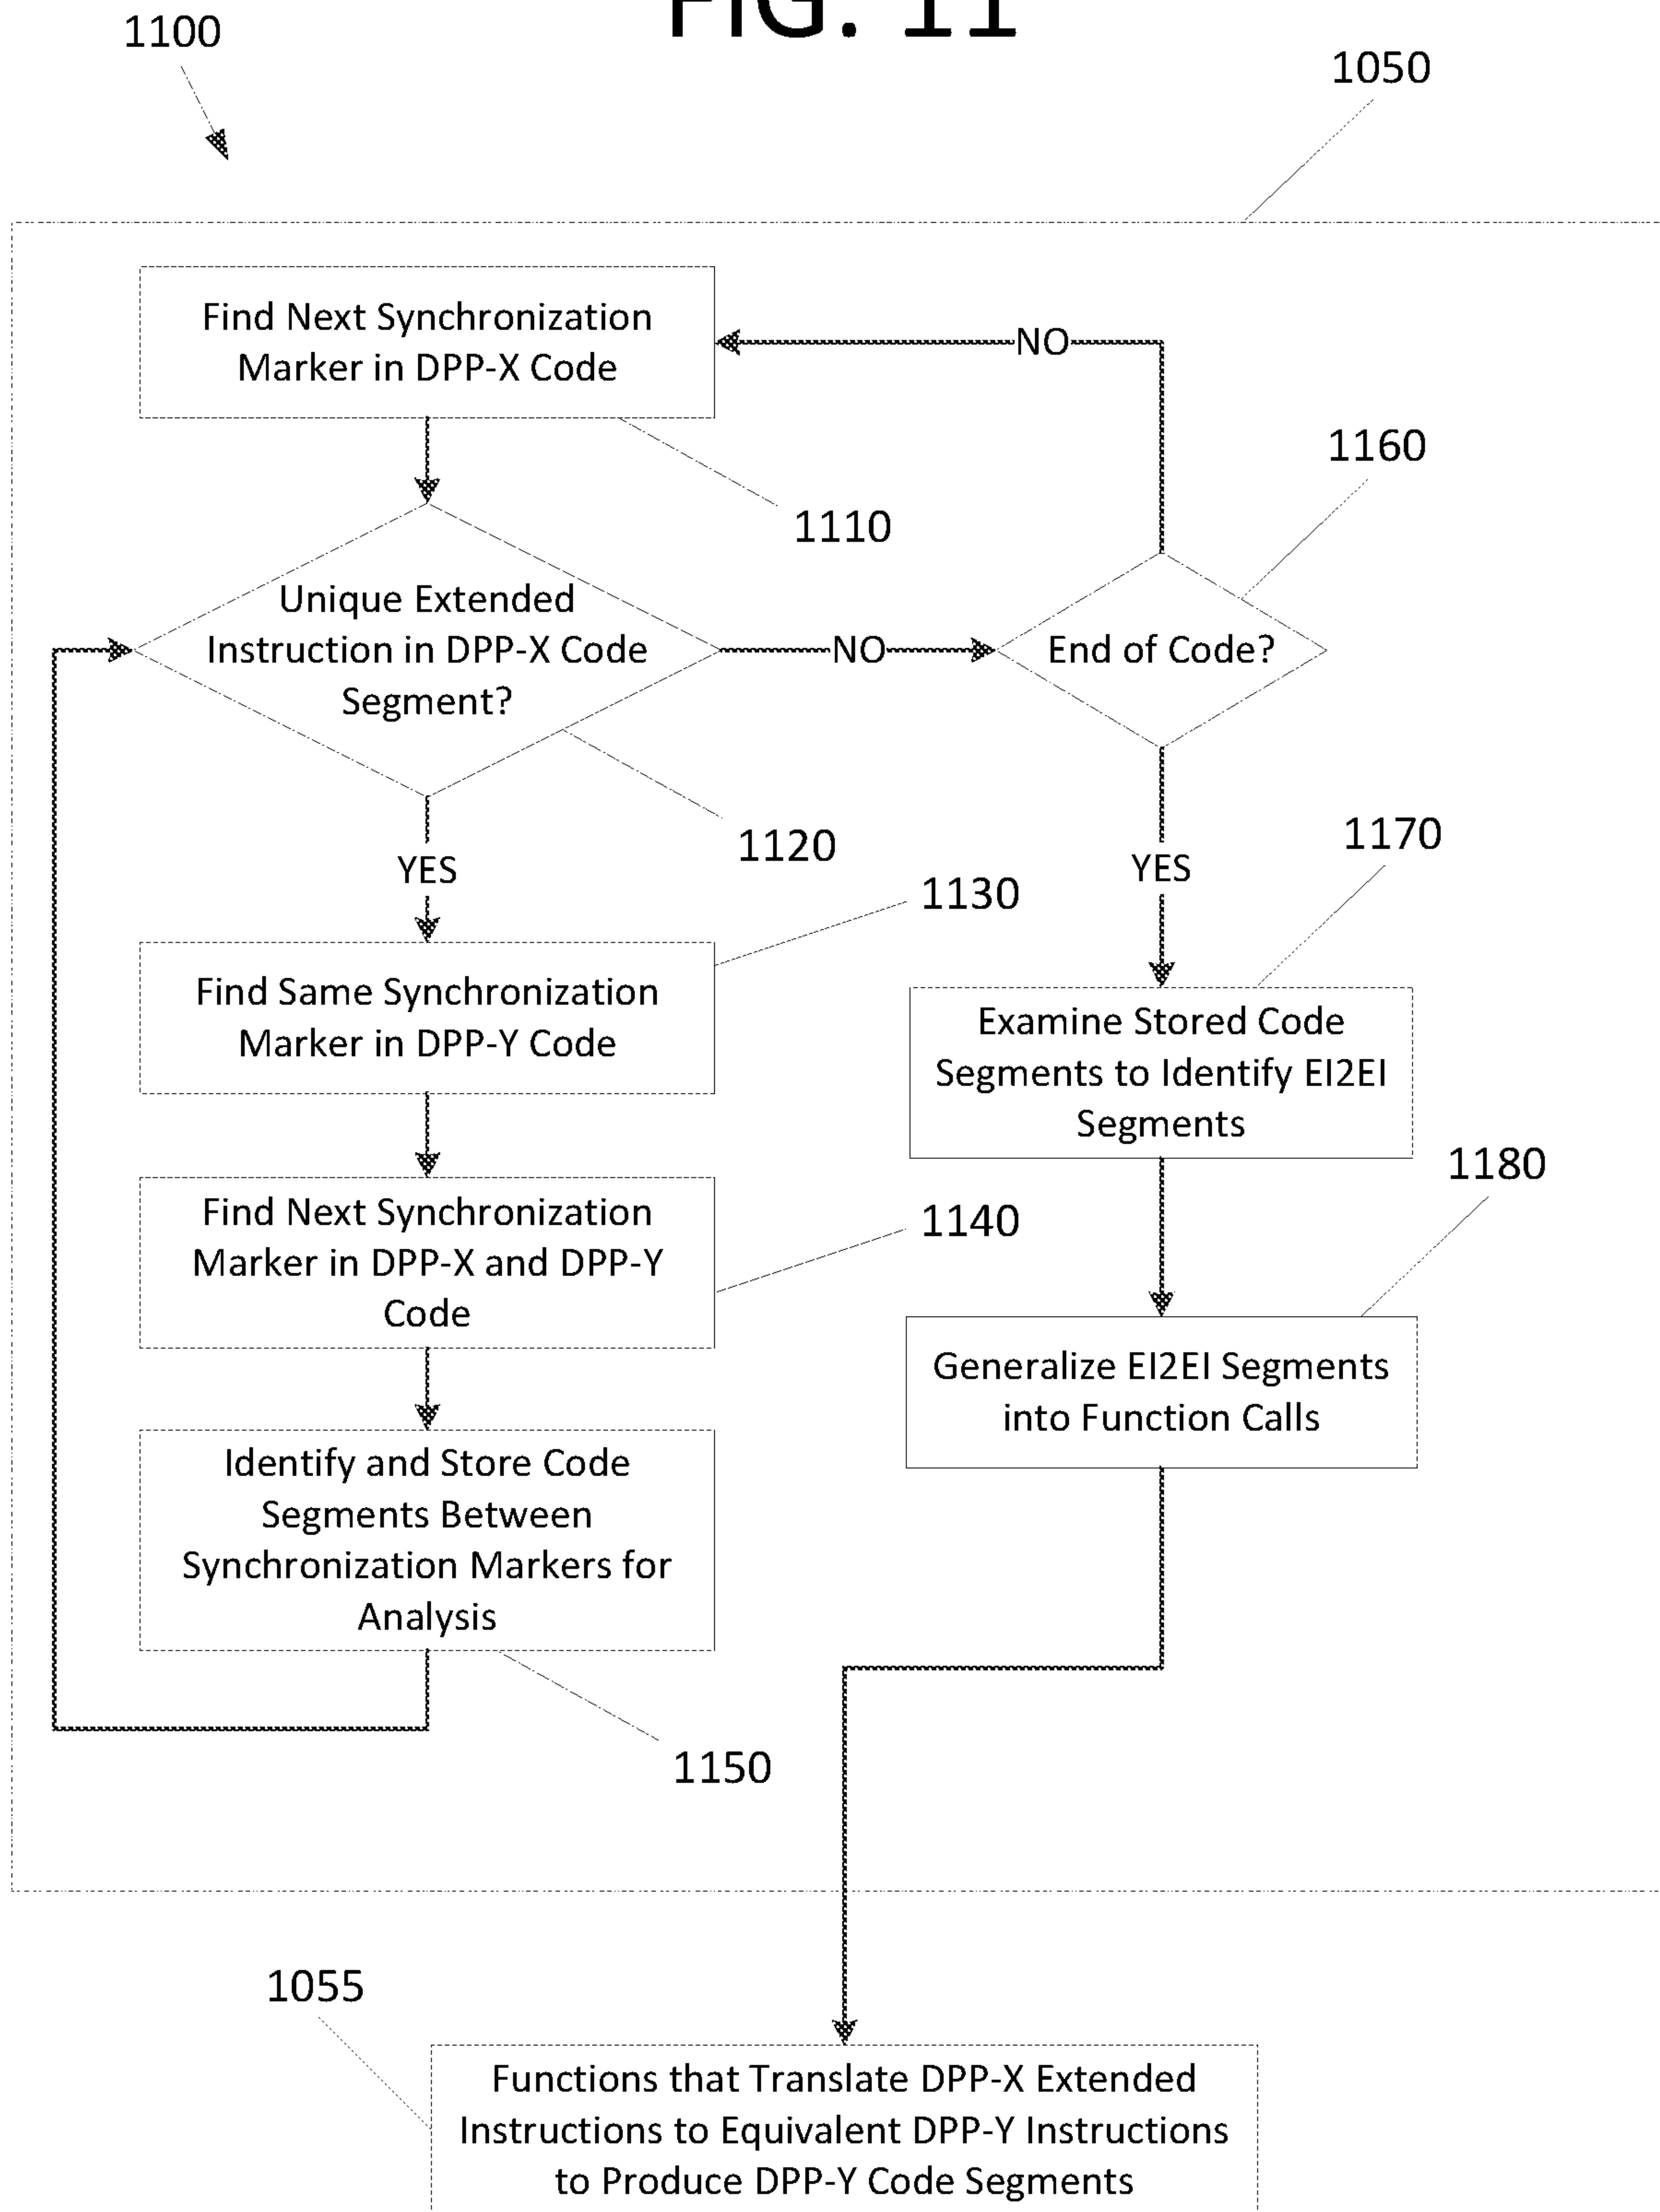 FIG. 11
1100
1050
Find Next Synchronization
Marker in DPP-X Code
NO
1160
1110
Unique Extended
Instruction in DPP-X Code
Segment?
NO
End of Code?
1120
1170
YES
YES
1130
Find Same Synchronization
Marker in DPP-Y Code
Examine Stored Code
Segments to Identify EI2EI
Segments
1180
Find Next Synchronization
Marker in DPP-X and DPP-Y
Code
1140
Generalize EI2EI Segments
into Function Calls
Identify and Store Code
Segments Between
Synchronization Markers for
Analysis
1150
1055
Functions that Translate DPP-X Extended
Instructions to Equivalent DPP-Y Instructions
to Produce DPP-Y Code Segments